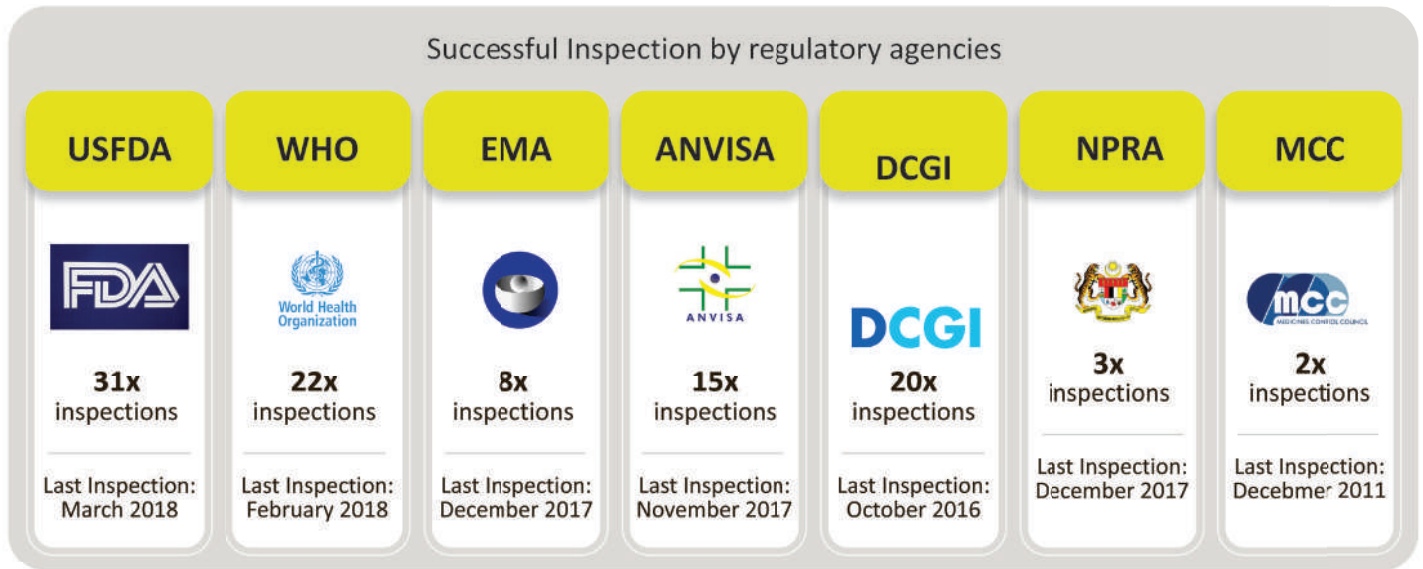 Successful Inspection by regulatory agencies
USFDA
FDA
31x
inspections
Last Inspection:
March 2018
WHO
World Health
Organization
22x
inspections
Last Inspection:
February 2018
EMA
8x
inspections
Last Inspection:
December 2017
ANVISA
ANVISA
15x
inspections
Last Inspection:
November 2017
DCGI
DCGI
20x
inspections
Last Inspection:
October 2016
NPRA
3x
inspections
Last Inspection:
December 2017
MCC
mcc
MEDICINES CONTROL COUNCIL
2x
inspections
Last Inspection:
Decebmer 2011